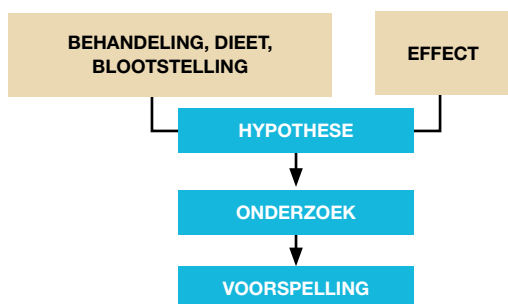 BEHANDELING, DIEET,
BLOOTSTELLING
EFFECT
HYPOTHESE
ONDERZOEK
VOORSPELLING